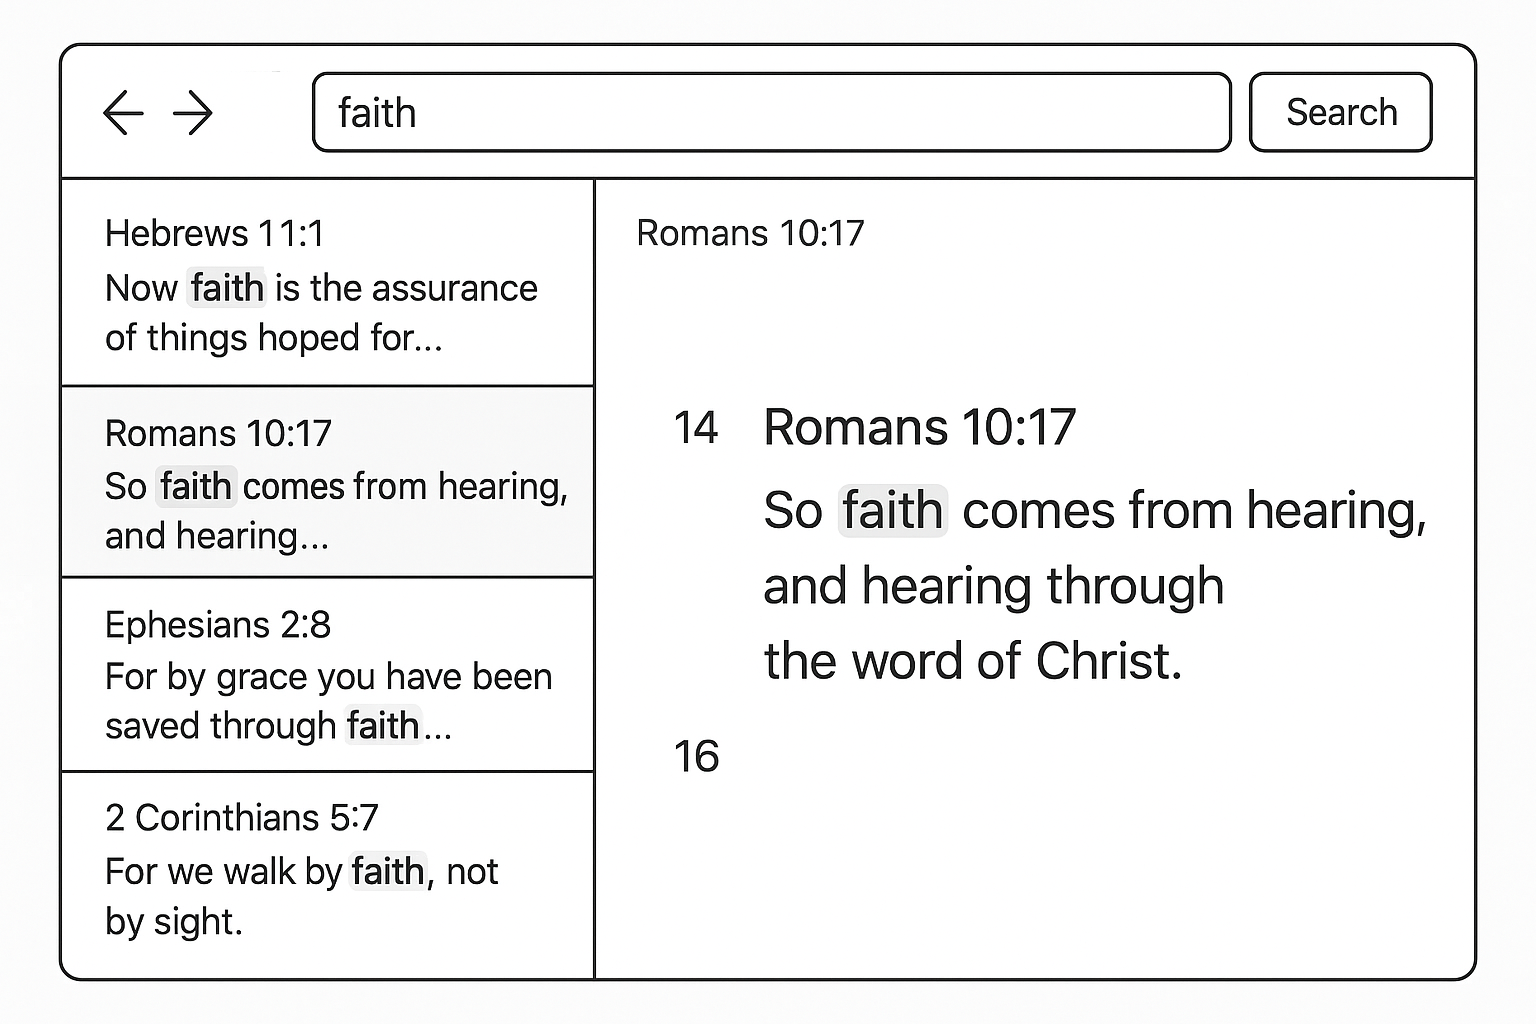 faith
Search
Hebrews 11:1
Now faith is the assurance
of things hoped for...
Romans 10:17
So faith comes from hearing,
and hearing...
Ephesians 2:8
For by grace you have been
saved through faith...
2 Corinthians 5:7
For we walk by faith, not
by sight.
Romans 10:17
14 Romans 10:17
So faith comes from hearing,
and hearing through
the word of Christ.
16